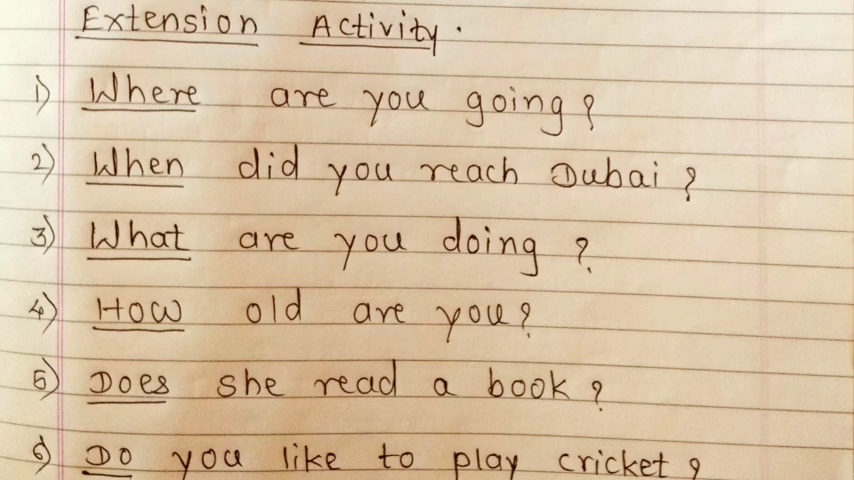 Extension Activity.
1) Where are you going?
2) When did you reach Dubai?
3) What are you doing?
4) How old are you?
5) Does she read a book?
6) Do you like to play cricket?